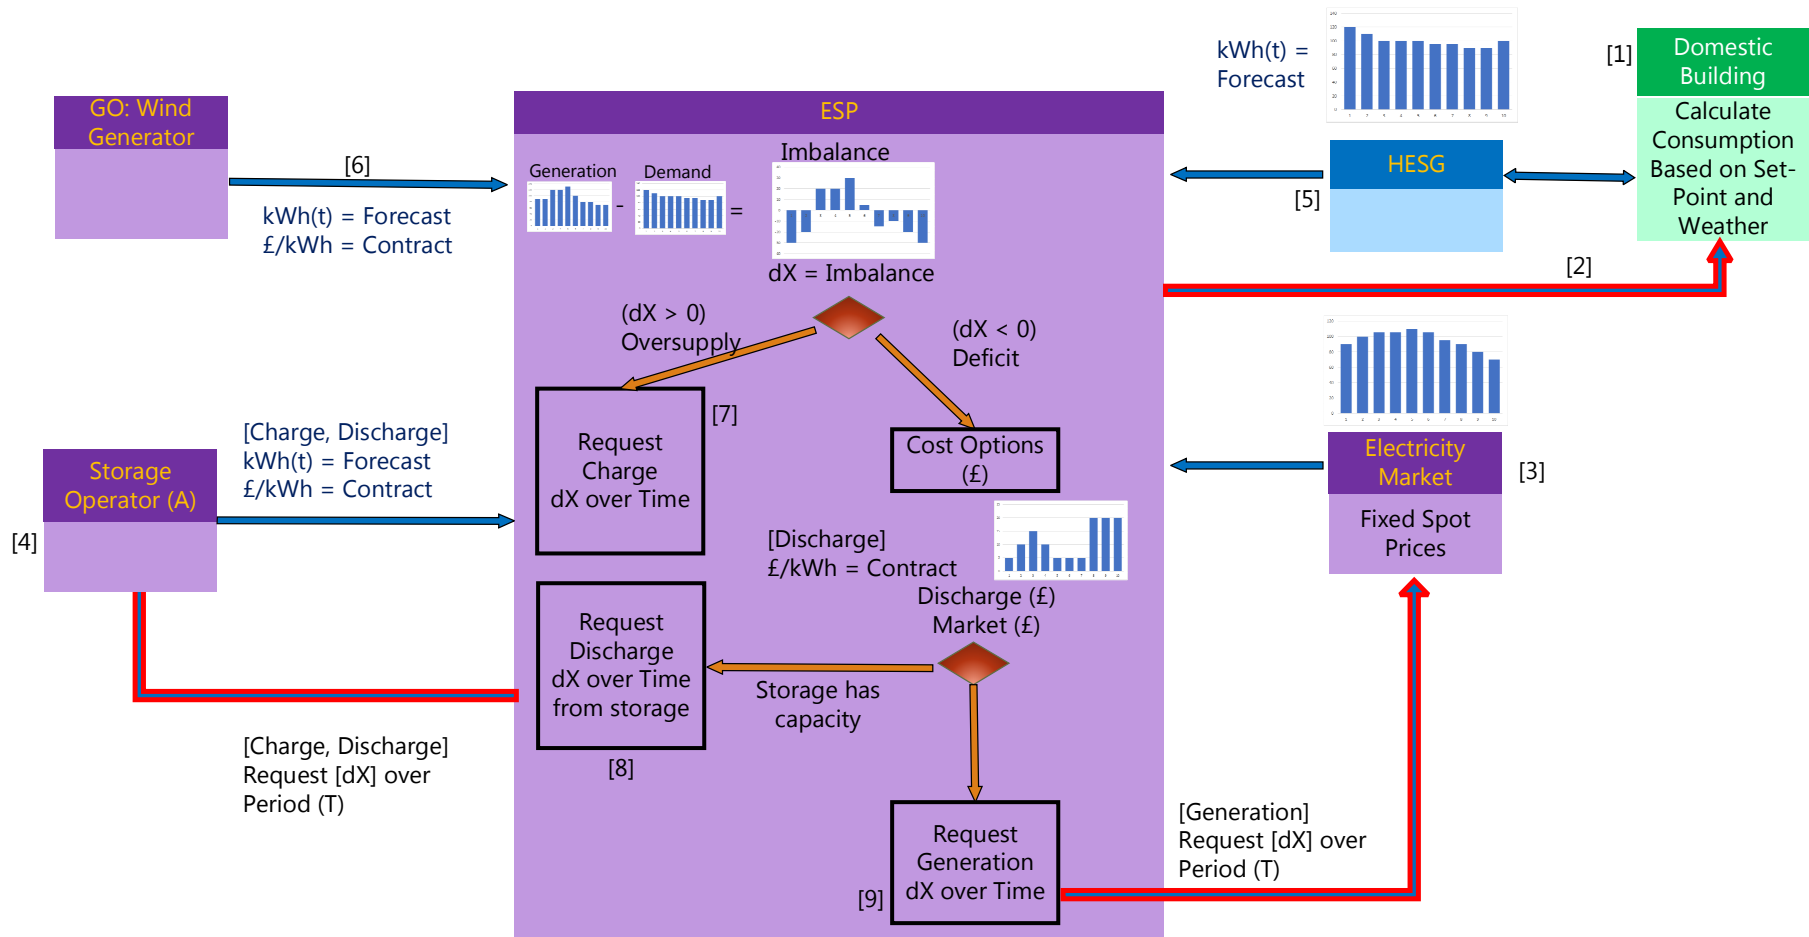 kWh(t) =
Forecast
[1]
Domestic
Building
Calculate
Consumption
Based on Set-
Point and
Weather
GO: Wind
Generator
[6]
kWh(t) = Forecast
£/kWh = Contract
ESP
Generation
-
Demand
=
Imbalance
dX = Imbalance
HESG
[5]
[2]
(dX > 0)
Oversupply
(dX < 0)
Deficit
[7]
Request
Charge
dX over Time
Cost Options
(£)
[Charge, Discharge]
kWh(t) = Forecast
£/kWh = Contract
Storage
Operator (A)
[4]
Electricity
Market
[3]
Fixed Spot
Prices
[Discharge]
£/kWh = Contract
Discharge (£)
Market (£)
Request
Discharge
dX over Time
from storage
[8]
Storage has
capacity
[Charge, Discharge]
Request [dX] over
Period (T)
Request
Generation
dX over Time
[9]
[Generation]
Request [dX] over
Period (T)